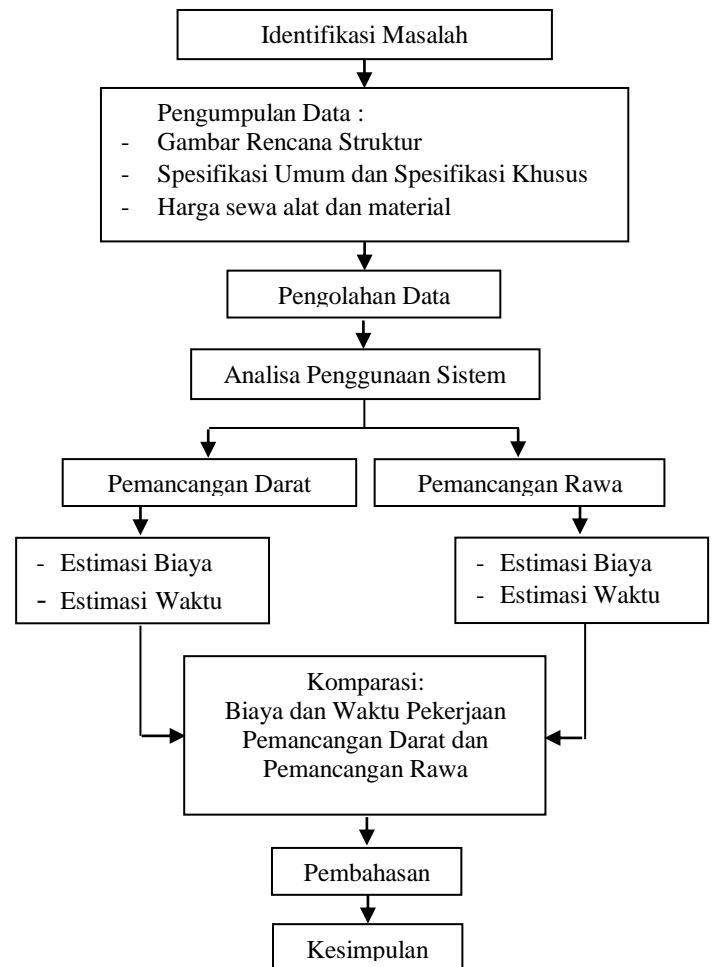 Identifikasi Masalah
Pengumpulan Data :
- Gambar Rencana Struktur
- Spesifikasi Umum dan Spesifikasi Khusus
- Harga sewa alat dan material
Pengolahan Data
Analisa Penggunaan Sistem
Pemancangan Darat
Pemancangan Rawa
- Estimasi Biaya
- Estimasi Waktu
- Estimasi Biaya
- Estimasi Waktu
Komparasi:
Biaya dan Waktu Pekerjaan
Pemancangan Darat dan
Pemancangan Rawa
Pembahasan
Kesimpulan